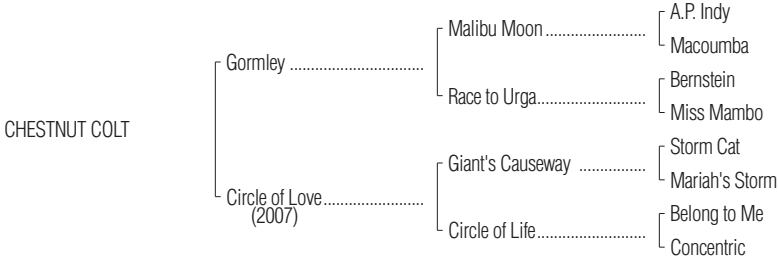 A.P. Indy
Malibu Moon ........................
Macoumba
Gormley ................................
Bernstein
Race to Urga..........................
Miss Mambo
CHESTNUT COLT
Storm Cat
Giant's Causeway ................
Mariah's Storm
Circle of Love........................
(2007)
Belong to Me
Circle of Life..........................
Concentric